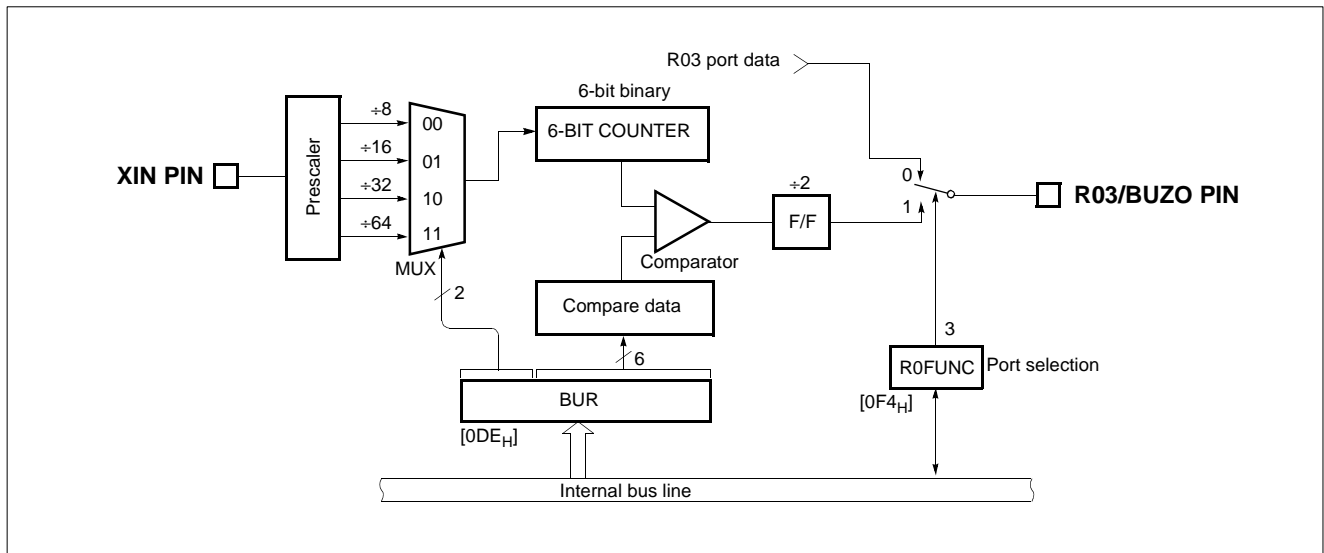 R03 port data
6-bit binary
÷8
00
6-BIT COUNTER
÷16
01
XIN PIN
Prescaler
÷32
10
÷64
11
MUX
÷2
0
1
F/F
R03/BUZO PIN
Comparator
2
Compare data
3
6
R0FUNC
Port selection
BUR
[0F4H]
[0DEH]
Internal bus line